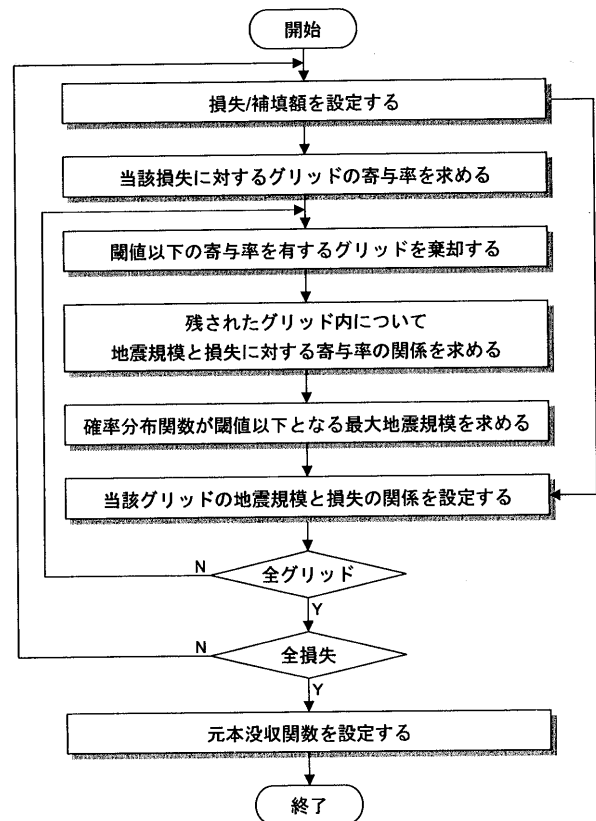 開始
損失/補填額を設定する
当該損失に対するグリッドの寄与率を求める
閾値以下の寄与率を有するグリッドを棄却する
残されたグリッド内について
地震規模と損失に対する寄与率の関係を求める
確率分布関数が閾値以下となる最大地震規模を求める
当該グリッドの地震規模と損失の関係を設定する
N
全グリッド
Y
N
全損失
Y
元本没収関数を設定する
終了